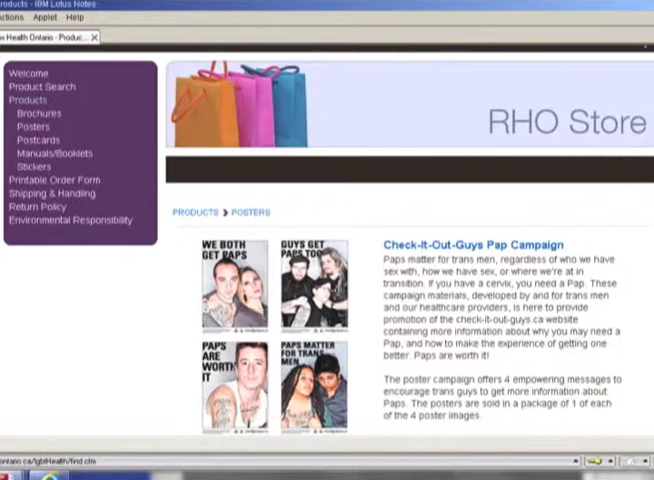 roducts - IBM Lotus Notes
ctions Applet Help
w Health Ontario - Produc... X
Welcome
Product Search
Products
Brochures
Posters
Postcards
Manuals/Booklets
Stickers
Printable Order Form
Shipping & Handling
Return Policy
Environmental Responsibility
RHO Store
PRODUCTS ❯ POSTERS
WE BOTH
GET PAPS
GUYS GET
PAPS TOO
PAPS
ARE
WORTH
IT
PAPS MATTER
FOR TRANS
MEN
Check-It-Out-Guys Pap Campaign
Paps matter for trans men, regardless of who we have
sex with, how we have sex, or where we're at in
transition. If you have a cervix, you need a Pap. These
campaign materials, developed by and for trans men
and our healthcare providers, is here to provide
promotion of the check-it-out-guys.ca website
containing more information about why you may need a
Pap, and how to make the experience of getting one
better. Paps are worth it!
The poster campaign offers 4 empowering messages to
encourage trans guys to get more information about
Paps. The posters are sold in a package of 1 of each
of the 4 poster images.
ontario.ca/lgbtHealth/find.cfm